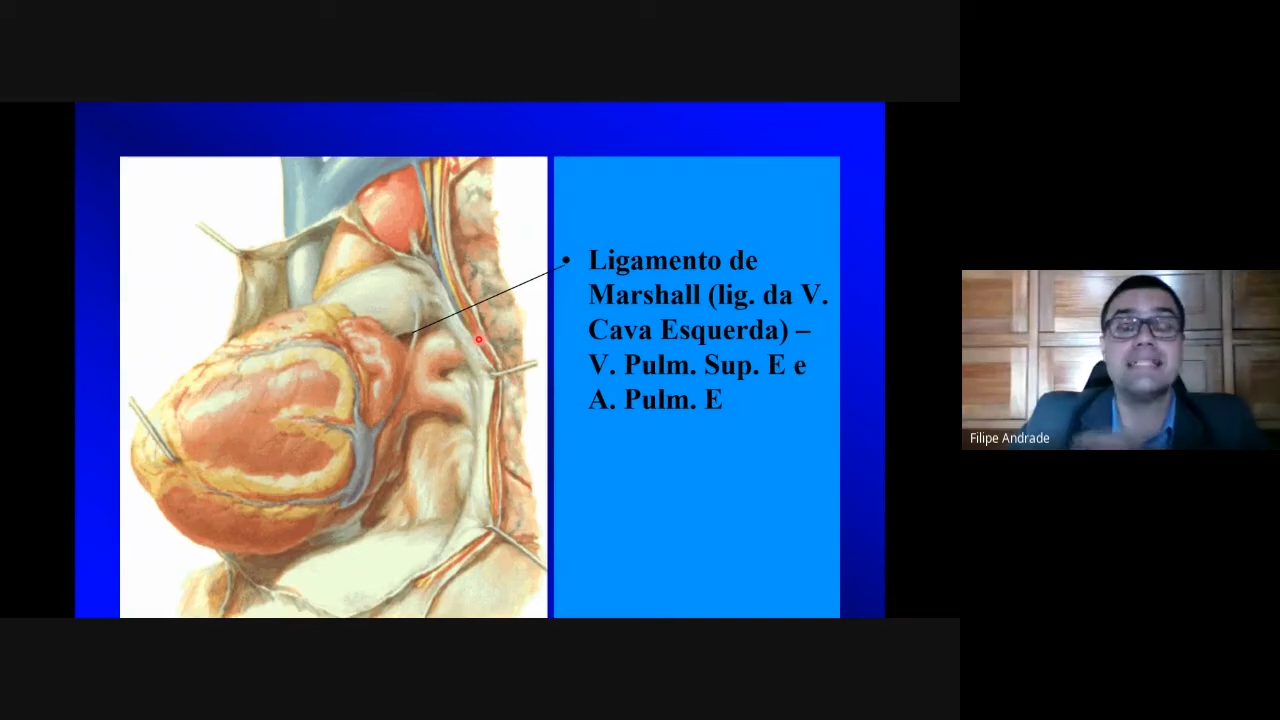 • Ligamento de
Marshall (lig. da V.
Cava Esquerda) –
V. Pulm. Sup. E e
A. Pulm. E
Filipe Andrade